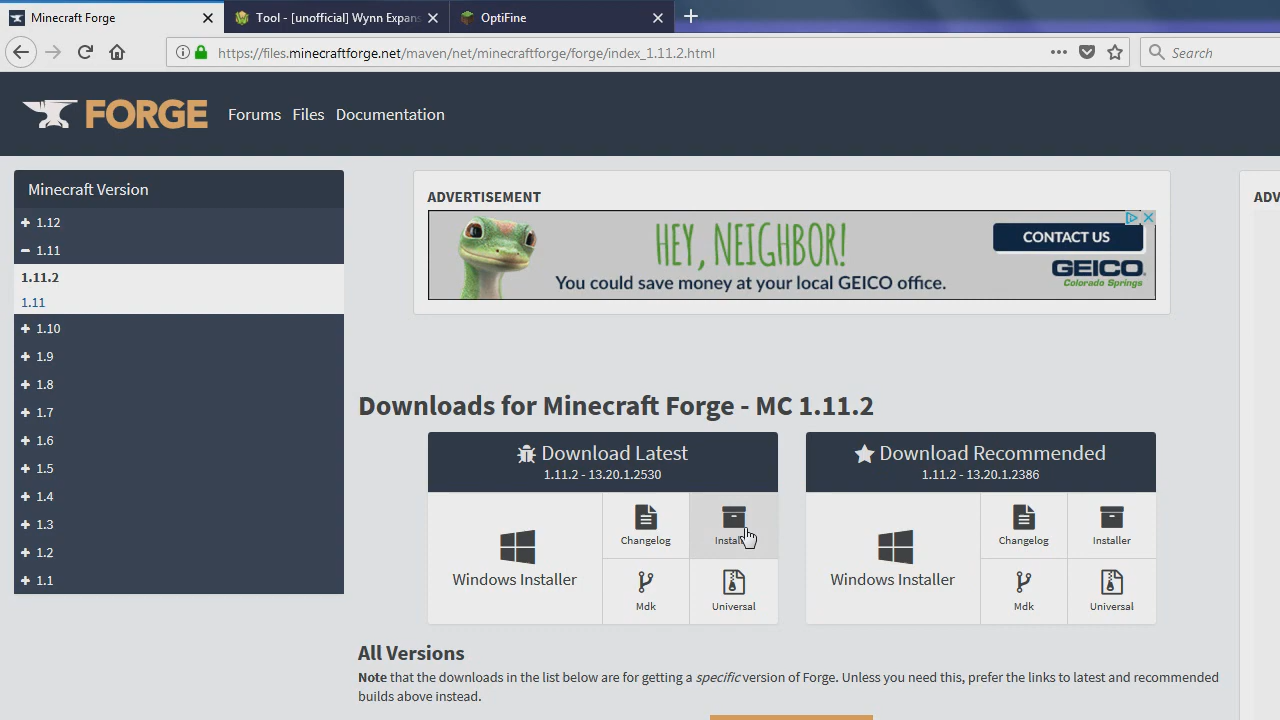 Minecraft Forge
Tool - [unofficial] Wynn Expans
OptiFine
https://files.minecraftforge.net/maven/net/minecraftforge/forge/index_1.11.2.html
Search
FORGE
Forums
Files
Documentation
Minecraft Version
1.12
1.11
1.11.2
1.11
1.10
1.9
1.8
1.7
1.6
1.5
1.4
1.3
1.2
1.1
ADVERTISEMENT
HEY, NEIGHBOR!
You could save money at your local GEICO office.
CONTACT US
GEICO
Colorado Springs
ADV
Downloads for Minecraft Forge - MC 1.11.2
Download Latest
1.11.2 - 13.20.1.2530
Windows Installer
Changelog
Install
Mdk
Universal
Download Recommended
1.11.2 - 13.20.1.2386
Windows Installer
Changelog
Installer
Mdk
Universal
All Versions
Note that the downloads in the list below are for getting a specific version of Forge. Unless you need this, prefer the links to latest and recommended
builds above instead.